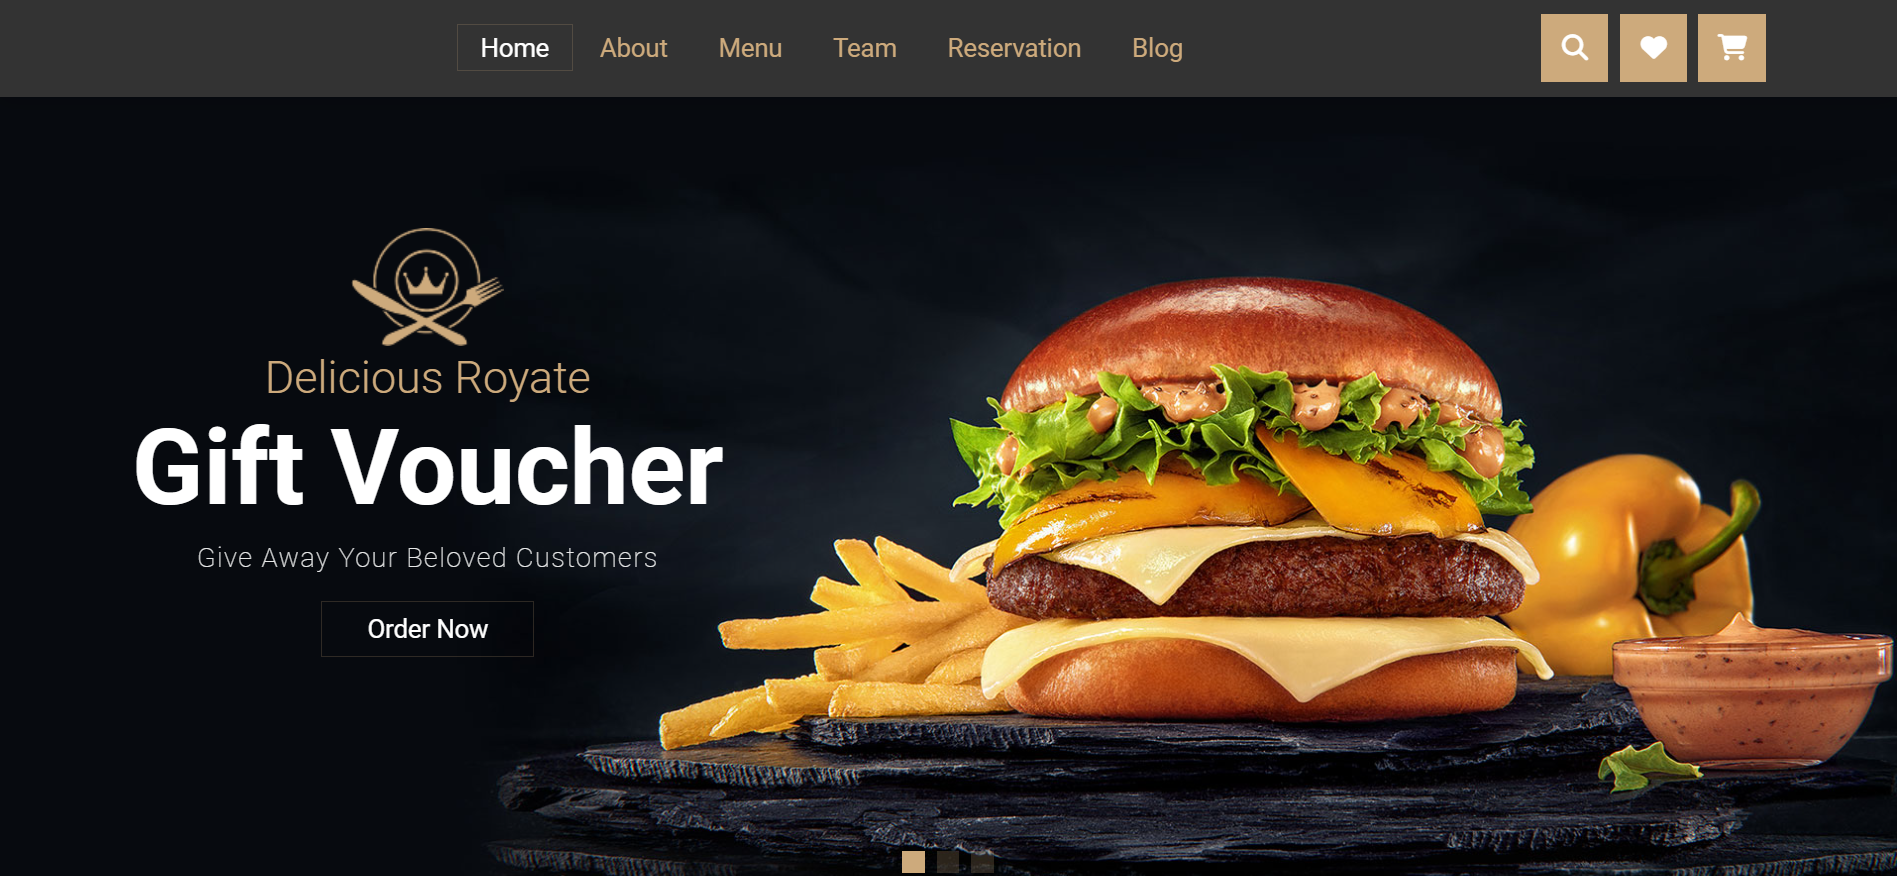 Home About Menu Team Reservation Blog
Delicious Royate
Gift Voucher
Give Away Your Beloved Customers
Order Now